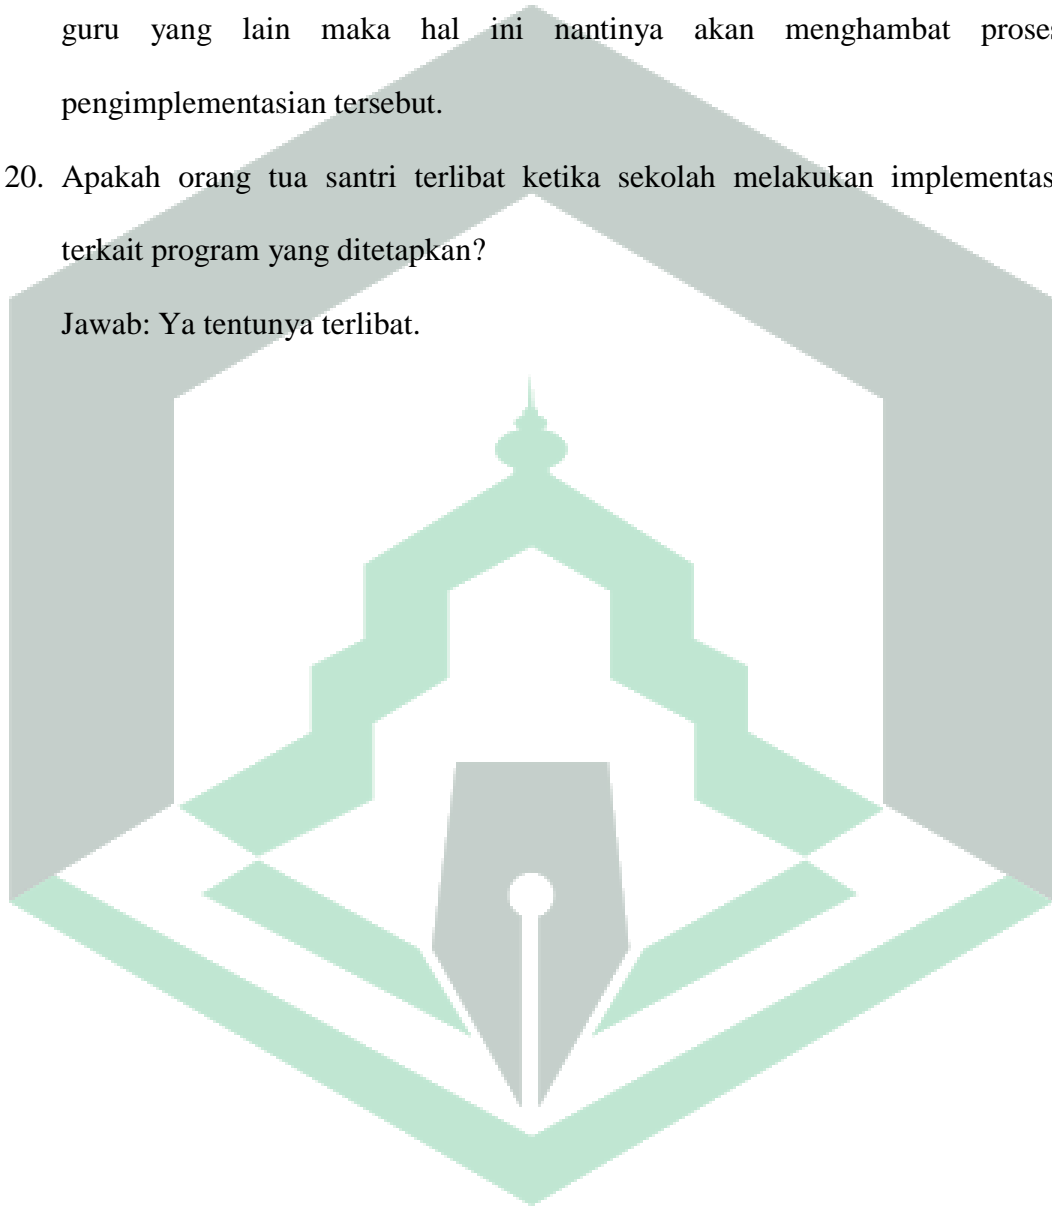 guru yang lain maka hal ini nantinya akan menghambat proses
pengimplementasian tersebut.
20. Apakah orang tua santri terlibat ketika sekolah melakukan implementas
terkait program yang ditetapkan?
Jawab: Ya tentunya terlibat.